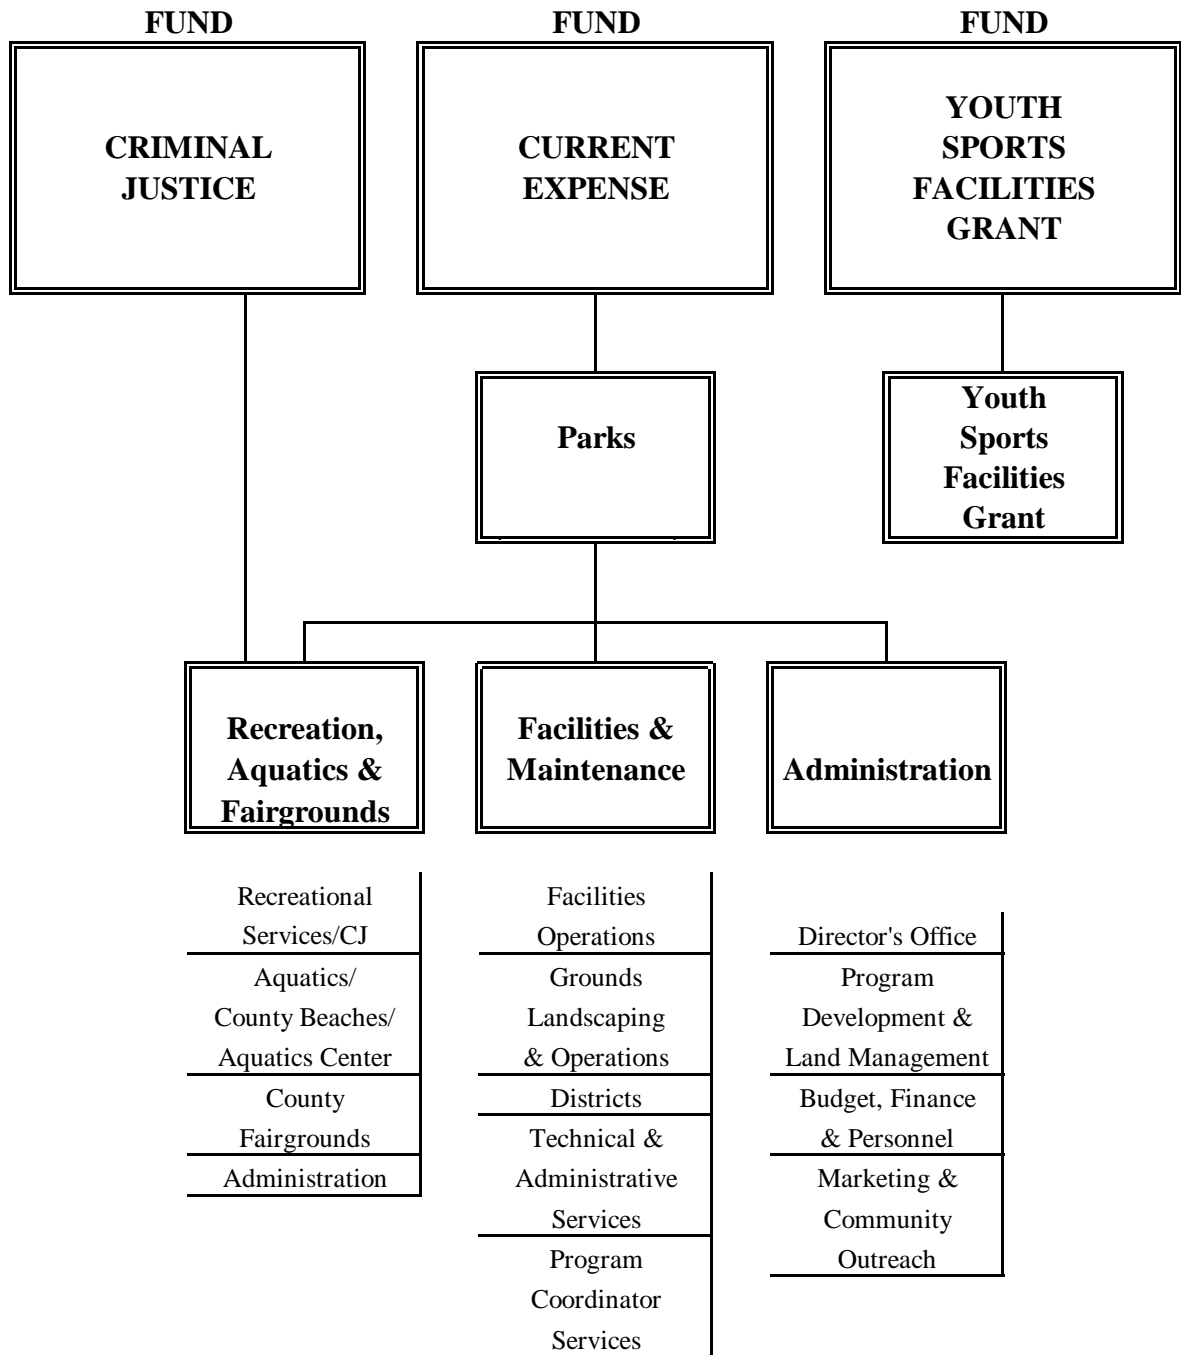 FUND
FUND
FUND
CRIMINAL
JUSTICE
CURRENT
EXPENSE
YOUTH
SPORTS
FACILITIES
GRANT
Parks
Youth
Sports
Facilities
Grant
Recreation,
Aquatics &
Fairgrounds
Facilities &
Maintenance
Administration
Recreational
Services/CJ
Aquatics/
County Beaches/
Aquatics Center
County
Fairgrounds
Administration
Facilities
Operations
Grounds
Landscaping
& Operations
Districts
Technical &
Administrative
Services
Program
Coordinator
Services
Director's Office
Program
Development &
Land Management
Budget, Finance
& Personnel
Marketing &
Community
Outreach